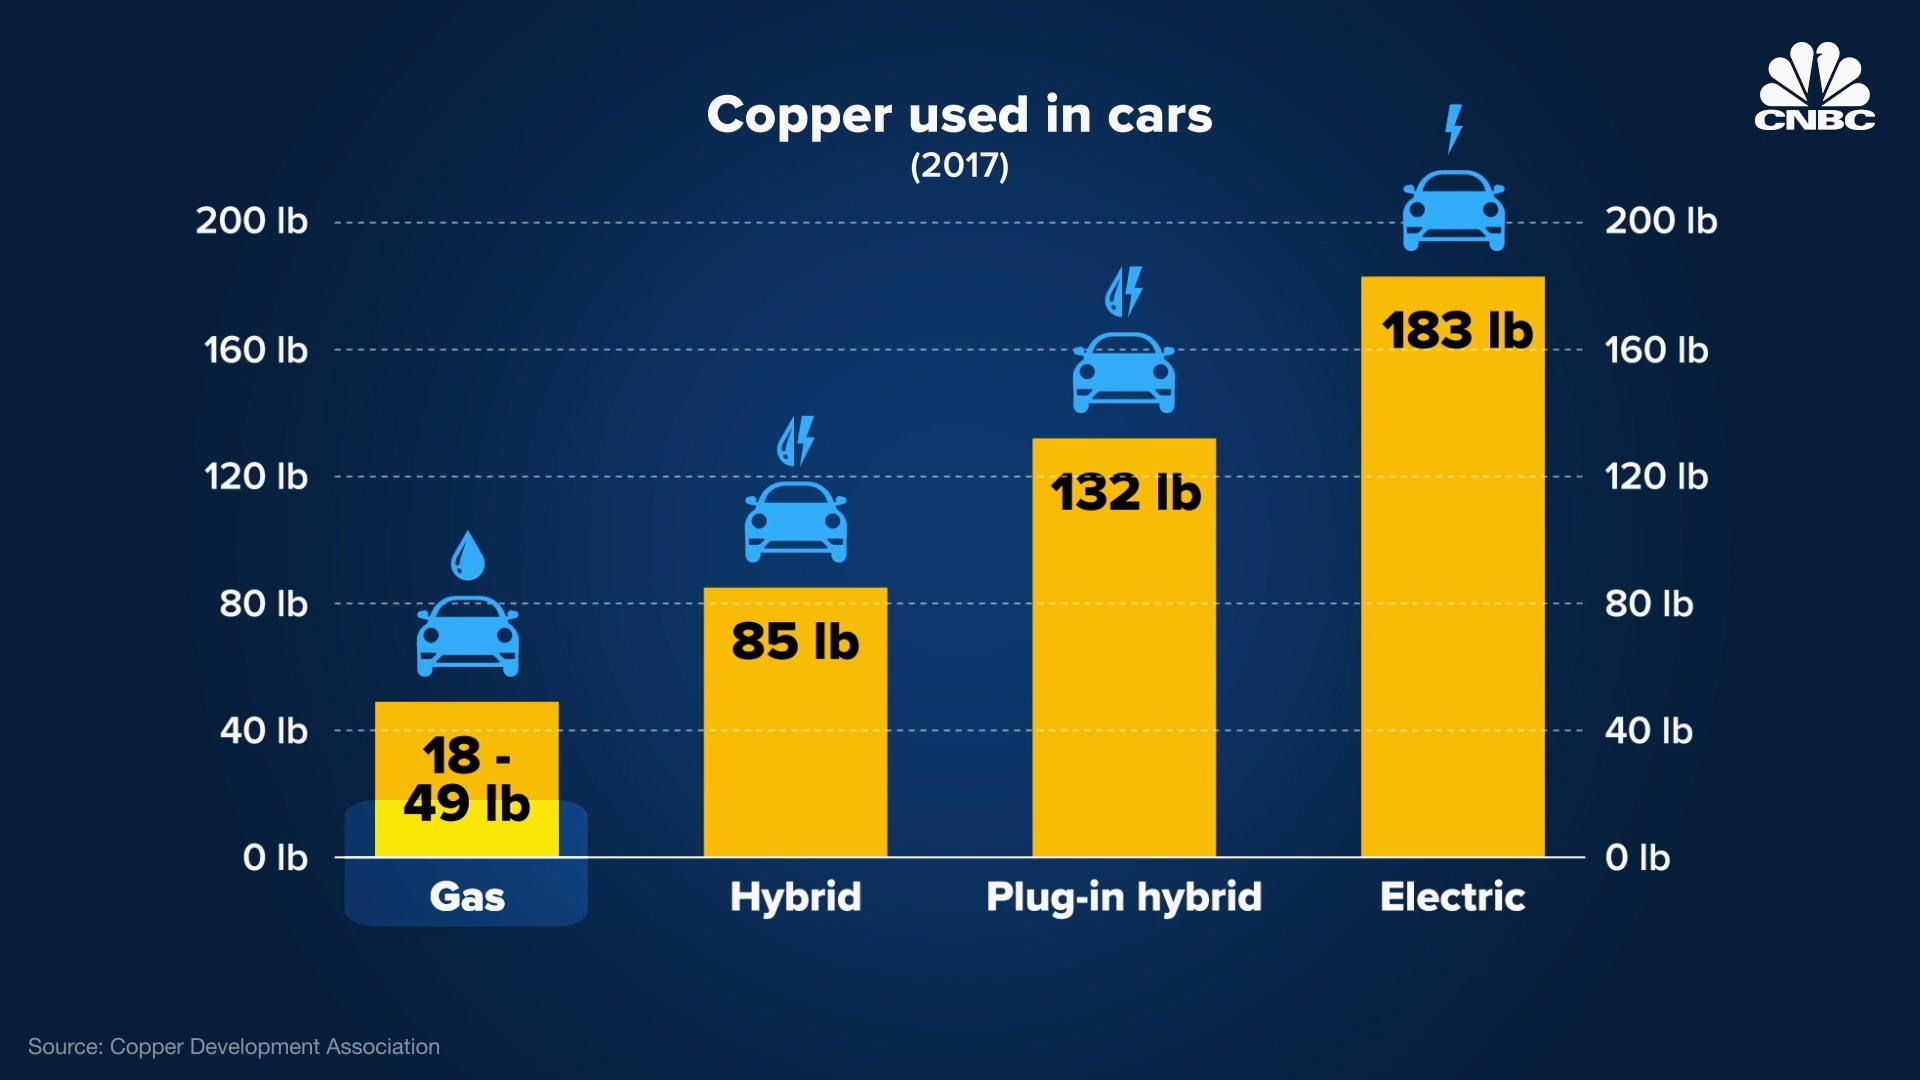 CNBC
Copper used in cars
(2017)
200 lb
200 lb
160 lb
160 lb
120 lb
120 lb
80 lb
80 lb
40 lb
40 lb
0 lb
0 lb
18 -
49 lb
85 lb
132 lb
183 lb
Gas
Hybrid
Plug-in hybrid
Electric
Source: Copper Development Association